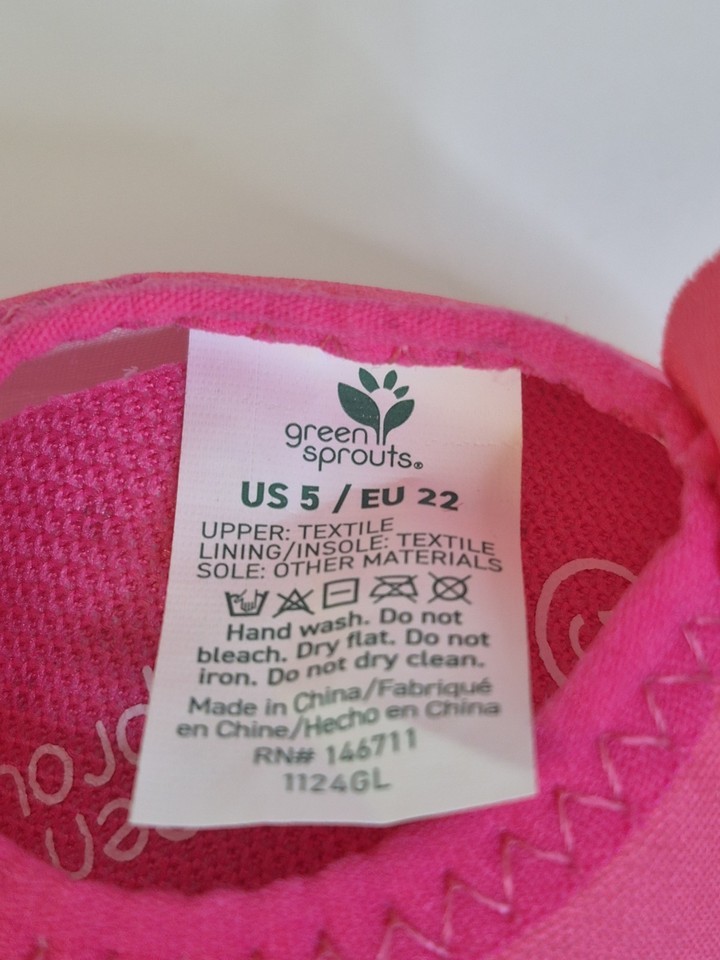 green
sprouts®
US 5 / EU 22
UPPER: TEXTILE
LINING/INSOLE: TEXTILE
SOLE: OTHER MATERIALS
Hand wash. Do not
bleach. Dry flat. Do not
iron. Do not dry clean.
Made in China/Fabriqué
en Chine/Hecho en China
RN# 146711
1124GL